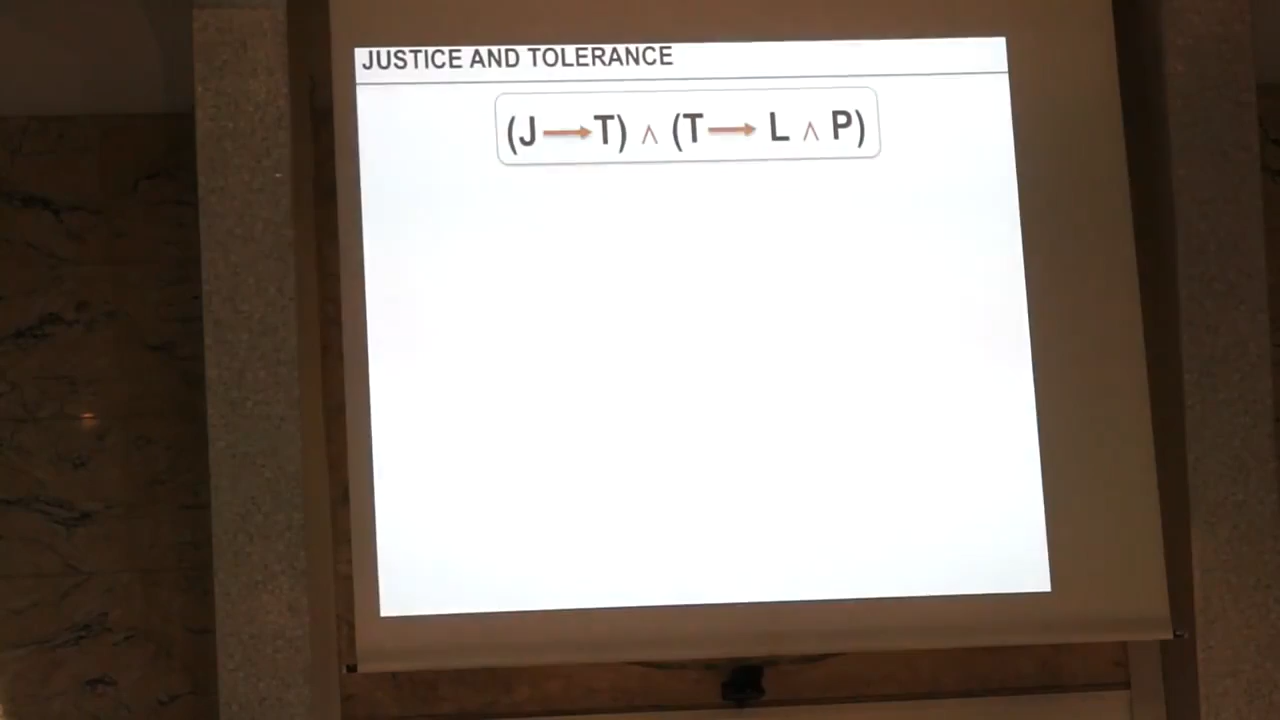 JUSTICE AND TOLERANCE
(J→T) ∧ (T→ L ∧ P)